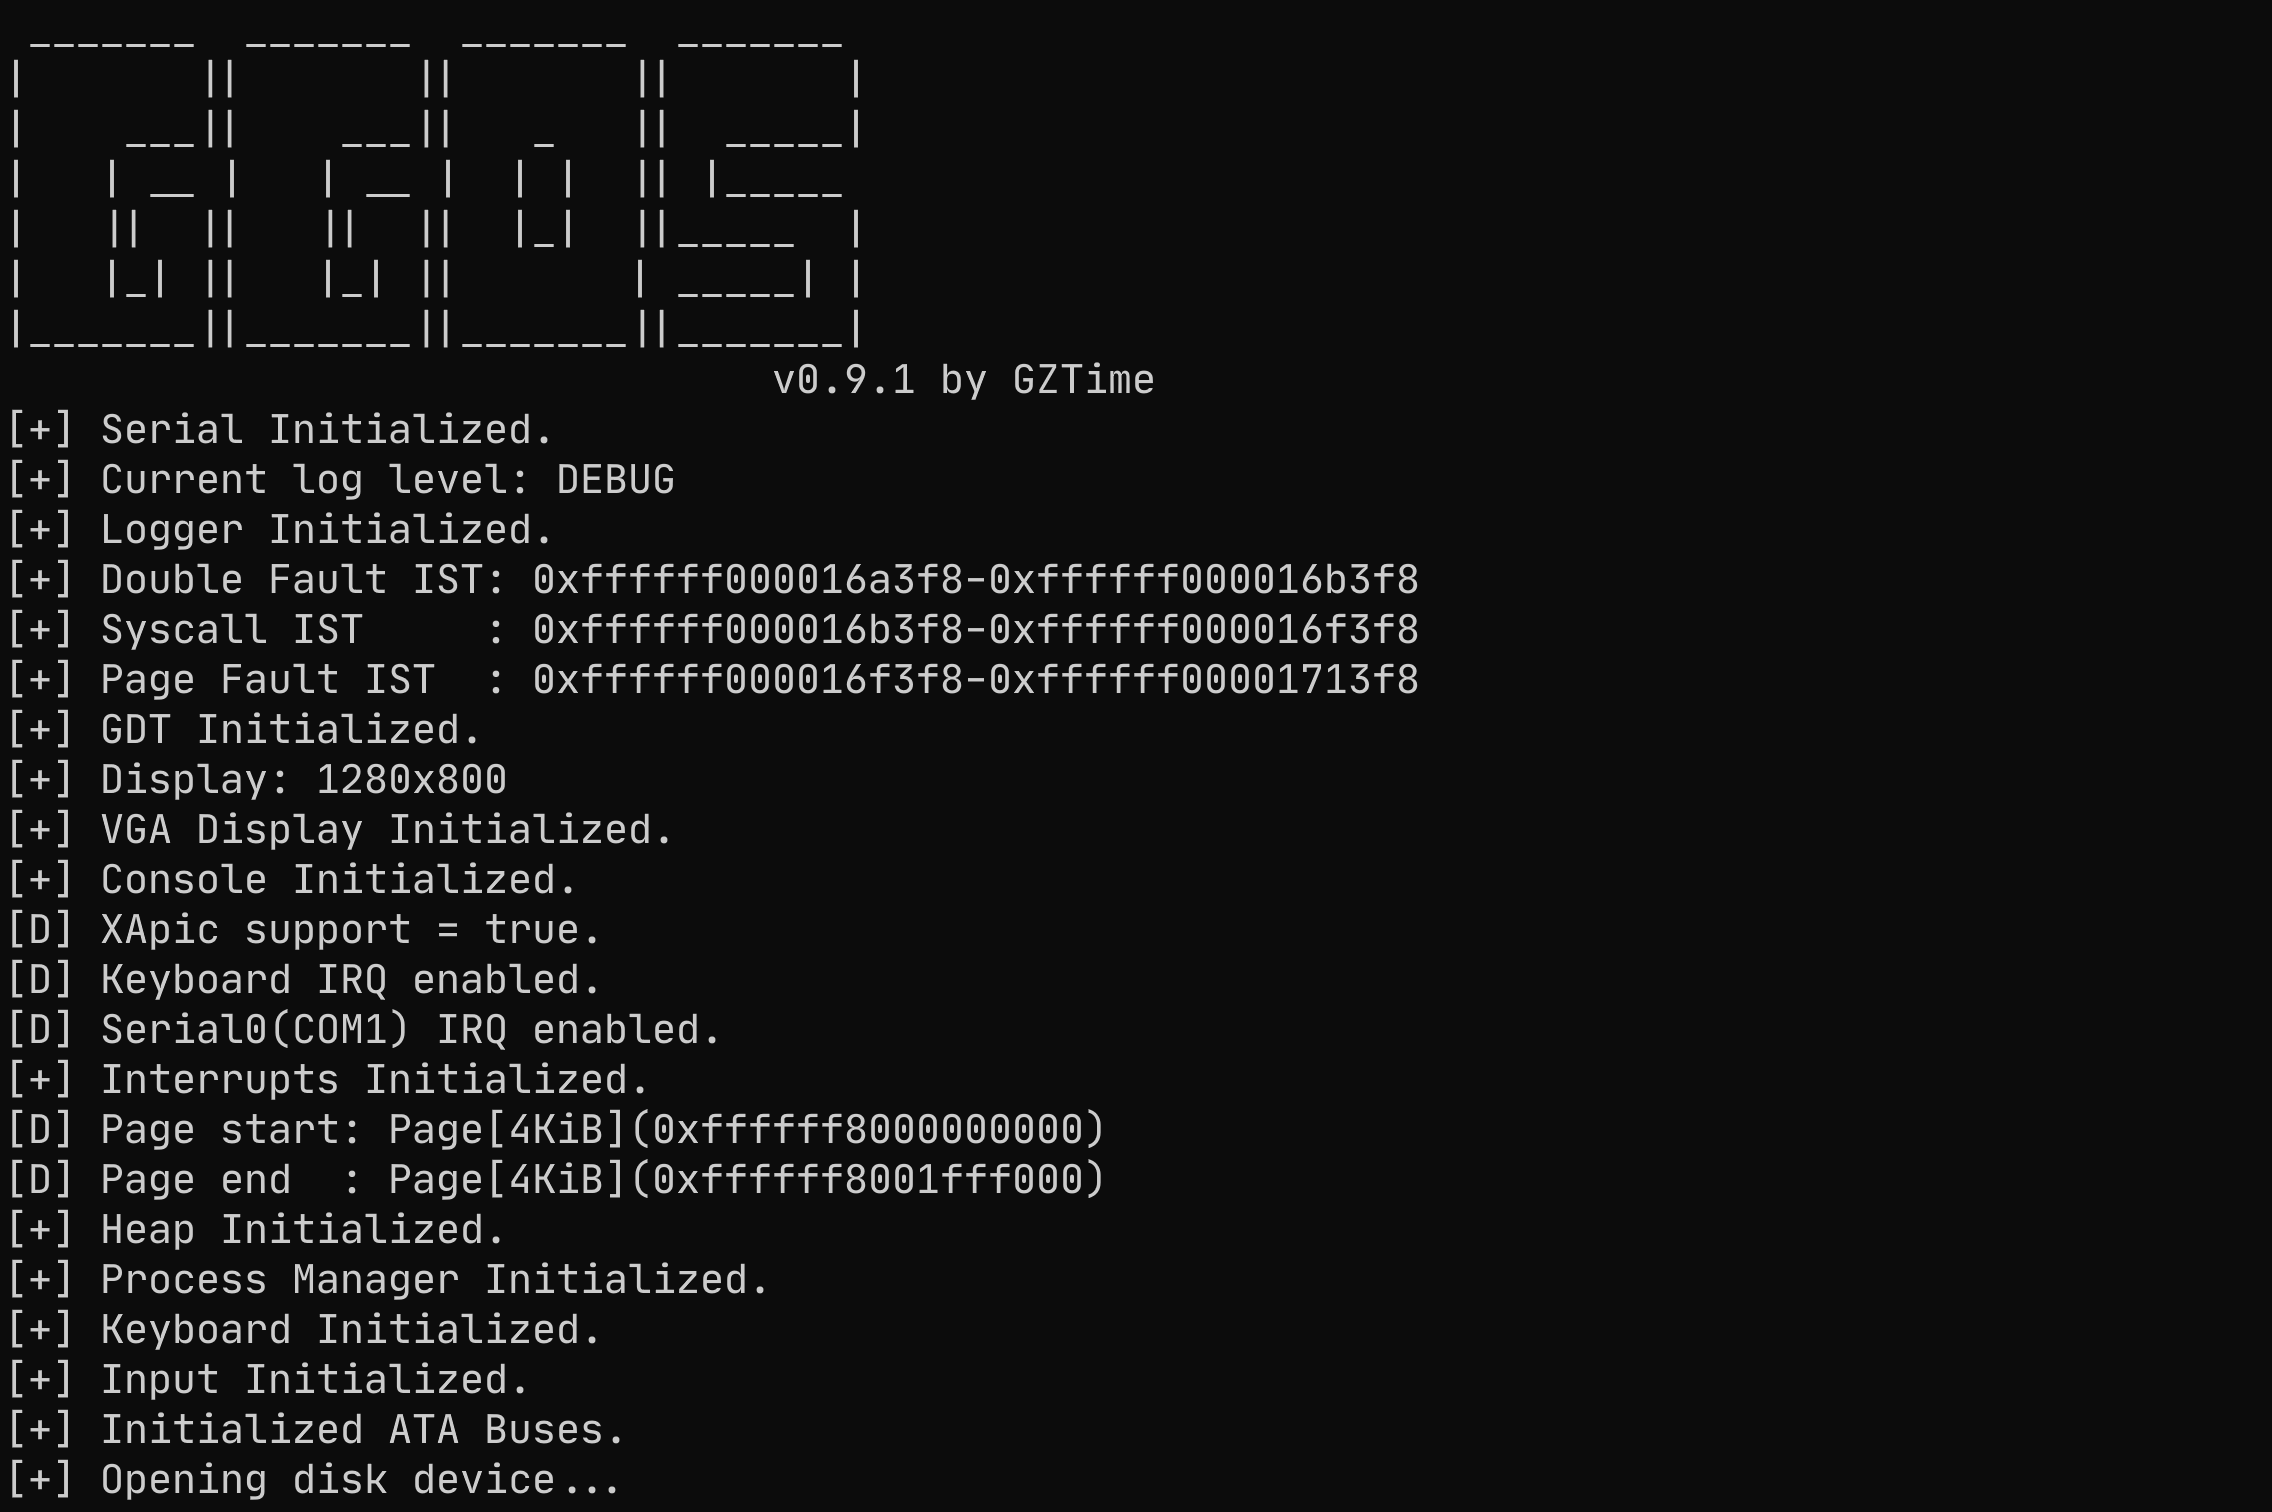 _______  _______  _______  _______
|       ||       ||       ||       |
|    ___||    ___||   _   ||  _____|
|   | __ |   | __ |  | |  || |_____
|   ||  ||   ||  ||  |_|  ||_____  |
|   |_| ||   |_| ||       | _____| |
|_______||_______||_______||_______|
                                v0.9.1 by GZTime
[+] Serial Initialized.
[+] Current log level: DEBUG
[+] Logger Initialized.
[+] Double Fault IST: 0xffffff000016a3f8-0xffffff000016b3f8
[+] Syscall IST     : 0xffffff000016b3f8-0xffffff000016f3f8
[+] Page Fault IST  : 0xffffff000016f3f8-0xffffff00001713f8
[+] GDT Initialized.
[+] Display: 1280x800
[+] VGA Display Initialized.
[+] Console Initialized.
[D] XApic support = true.
[D] Keyboard IRQ enabled.
[D] Serial0(COM1) IRQ enabled.
[+] Interrupts Initialized.
[D] Page start: Page[4KiB](0xffffff8000000000)
[D] Page end  : Page[4KiB](0xffffff8001fff000)
[+] Heap Initialized.
[+] Process Manager Initialized.
[+] Keyboard Initialized.
[+] Input Initialized.
[+] Initialized ATA Buses.
[+] Opening disk device...